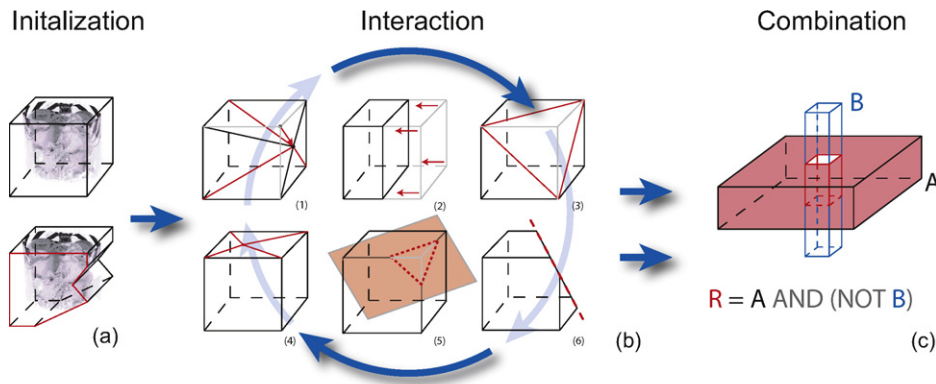 Initalization
Interaction
Combination
(1)
(2)
(3)
B
A
(4)
(5)
(6)
R = A AND (NOT B)
(a)
(b)
(c)